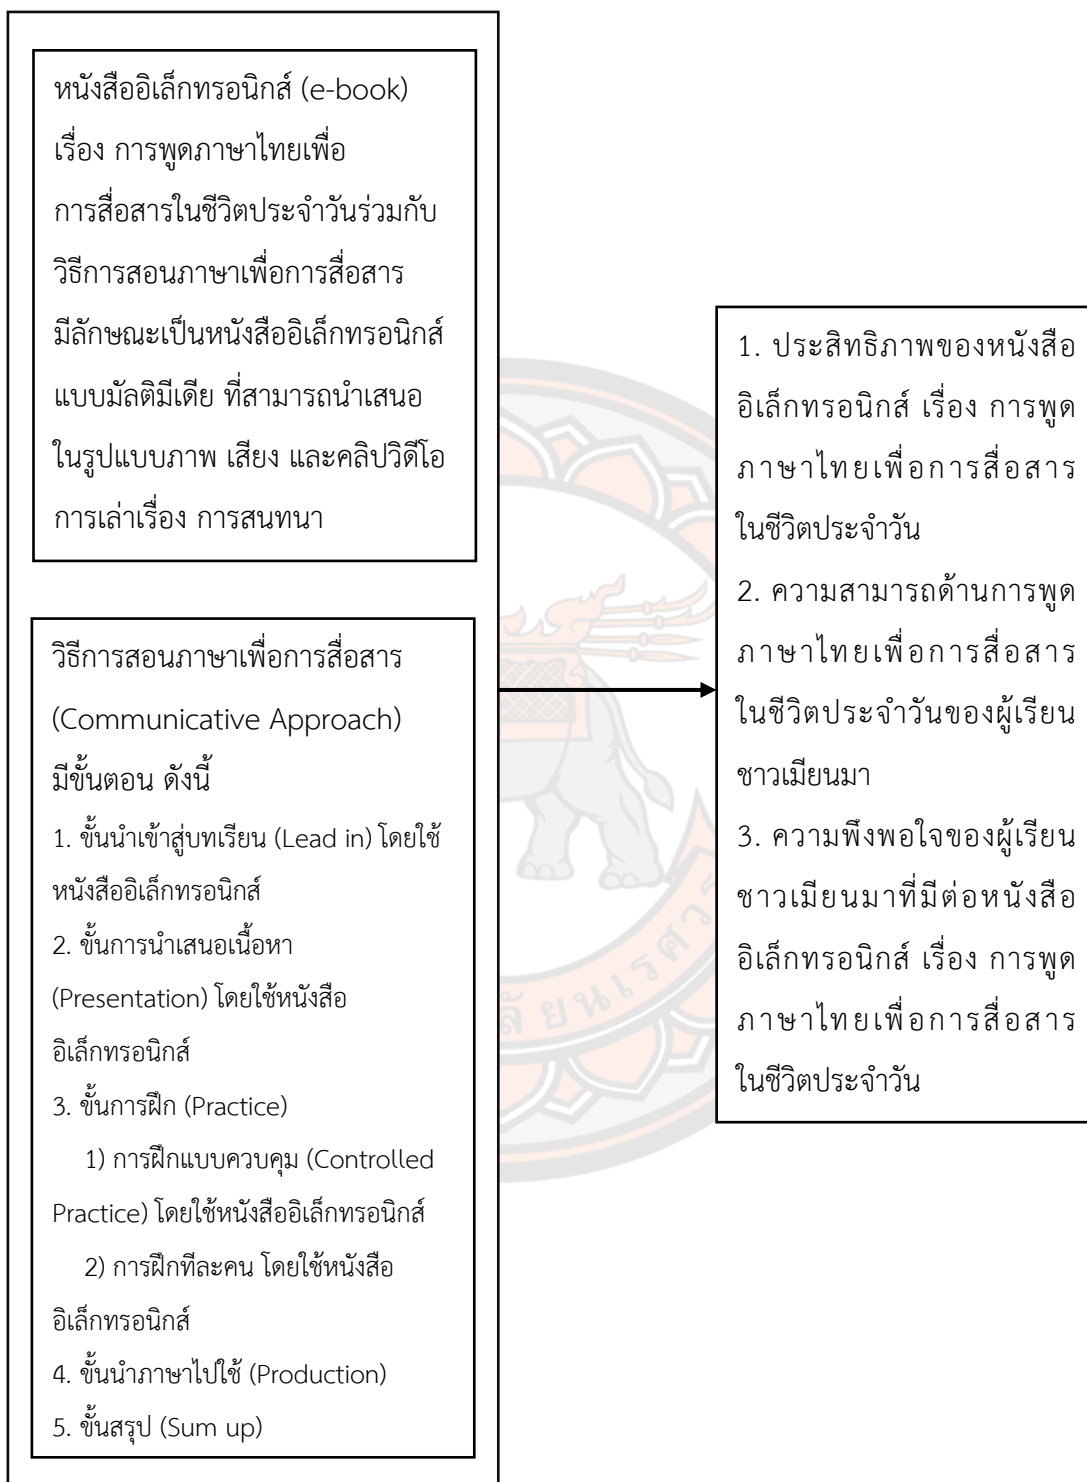 หนังสืออิเล็กทรอนิกส์ (e-book)
เรื่อง การพูดภาษาไทยเพื่อ
การสื่อสารในชีวิตประจำวันร่วมกับ
วิธีการสอนภาษาเพื่อการสื่อสาร
มีลักษณะเป็นหนังสืออิเล็กทรอนิกส์
แบบมัลติมีเดีย ที่สามารถนำเสนอ
ในรูปแบบภาพ เสียง และคลิปวิดีโอ
การเล่าเรื่อง การสนทนา
วิธีการสอนภาษาเพื่อการสื่อสาร
(Communicative Approach)
มีขั้นตอน ดังนี้
1. ขั้นนำเข้าสู่บทเรียน (Lead in) โดยใช้
หนังสืออิเล็กทรอนิกส์
2. ขั้นการนำเสนอเนื้อหา
(Presentation) โดยใช้หนังสือ
อิเล็กทรอนิกส์
3. ขั้นการฝึก (Practice)
1) การฝึกแบบควบคุม (Controlled
Practice) โดยใช้หนังสืออิเล็กทรอนิกส์
2) การฝึกทีละคน โดยใช้หนังสือ
อิเล็กทรอนิกส์
4. ขั้นนำภาษาไปใช้ (Production)
5. ขั้นสรุป (Sum up)
1. ประสิทธิภาพของหนังสือ
อิเล็กทรอนิกส์ เรื่อง การพูด
ภาษาไทยเพื่อการสื่อสาร
ในชีวิตประจำวัน
2. ความสามารถด้านการพูด
ภาษาไทยเพื่อการสื่อสาร
ในชีวิตประจำวันของผู้เรียน
ชาวเมียนมา
3. ความพึงพอใจของผู้เรียน
ชาวเมียนมาที่มีต่อหนังสือ
อิเล็กทรอนิกส์ เรื่อง การพูด
ภาษาไทยเพื่อการสื่อสาร
ในชีวิตประจำวัน
ลัยนเรศวร